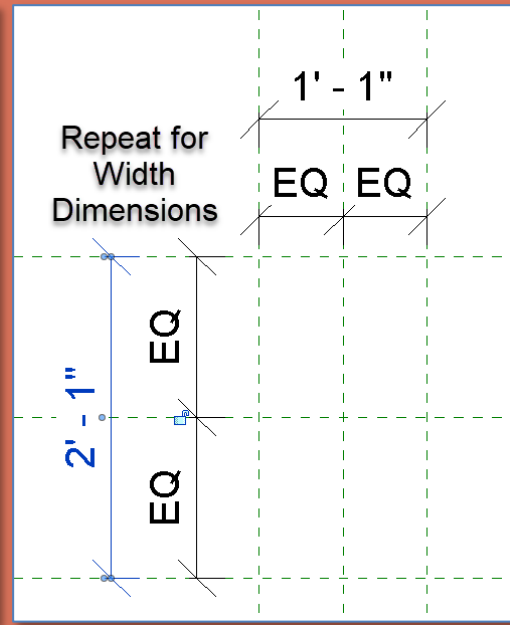 1' - 1"
Repeat for
Width
Dimensions
EQ EQ
EQ
2' - 1"
EQ